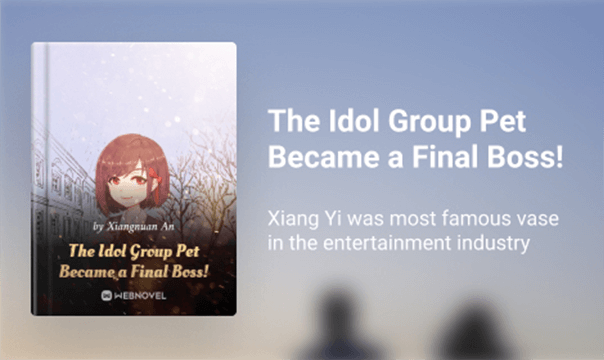 by Xiangnuan An
The Idol Group Pet
Became a Final Boss!
WEBNOVEL
The Idol Group Pet
Became a Final Boss!
Xiang Yi was most famous vase
in the entertainment industry